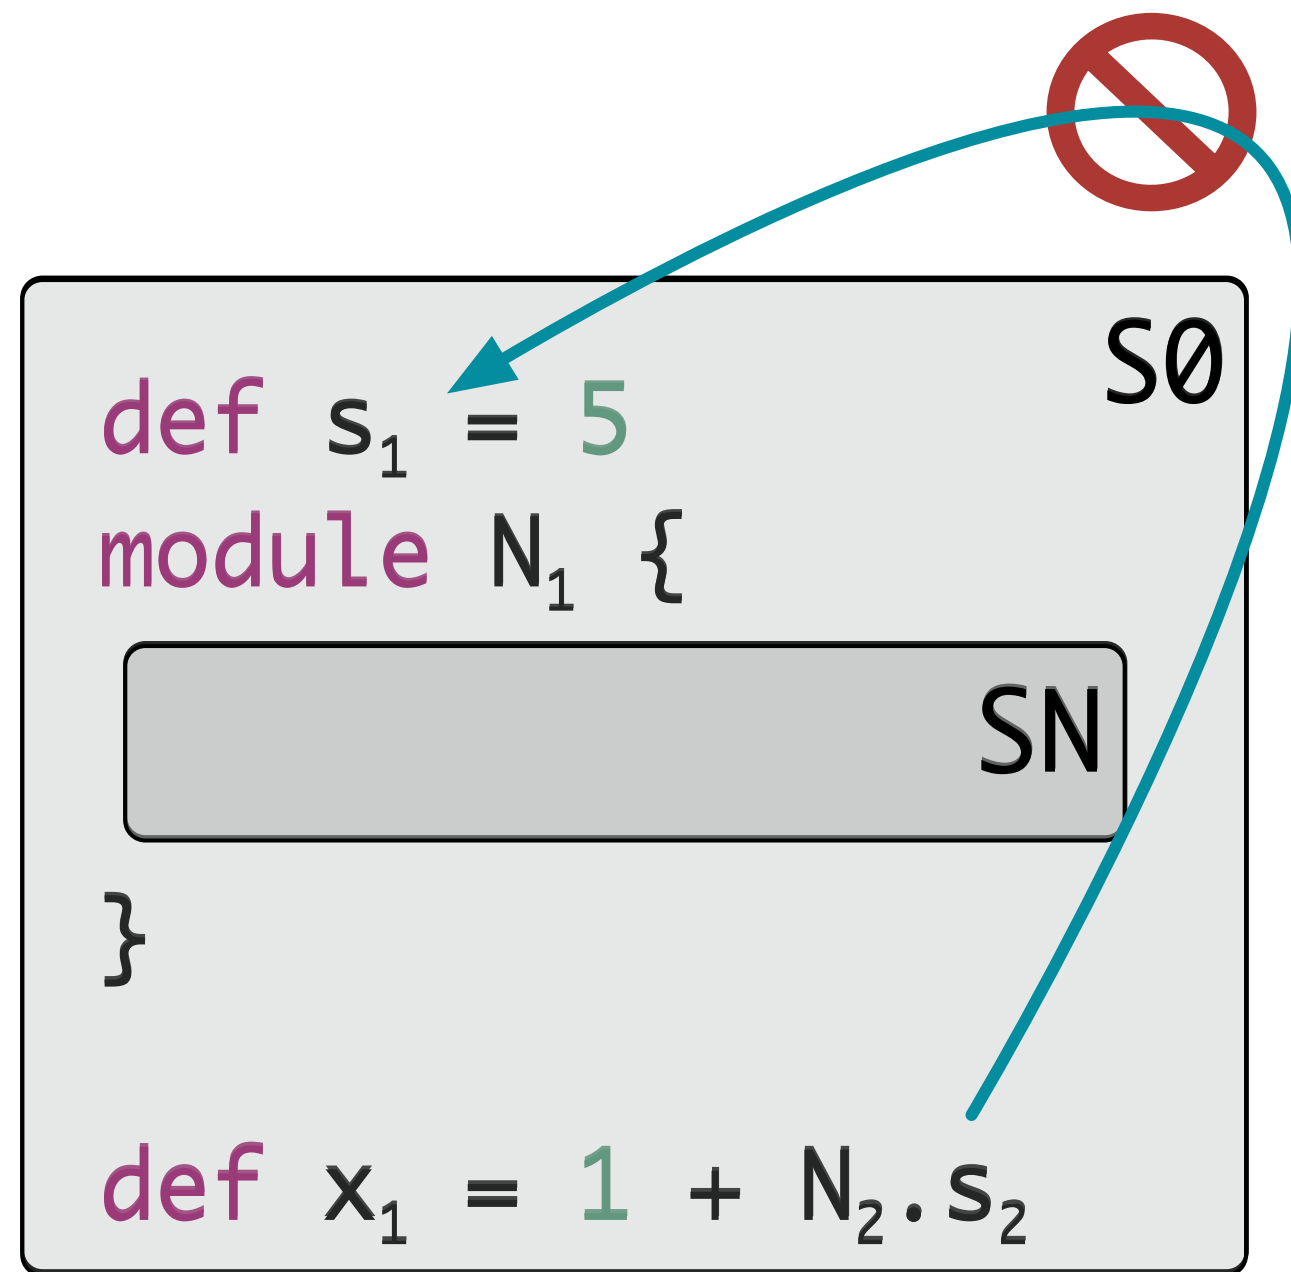 S0
def s₁ = 5
module N₁ {
SN
}
def x₁ = 1 + N₂.s₂